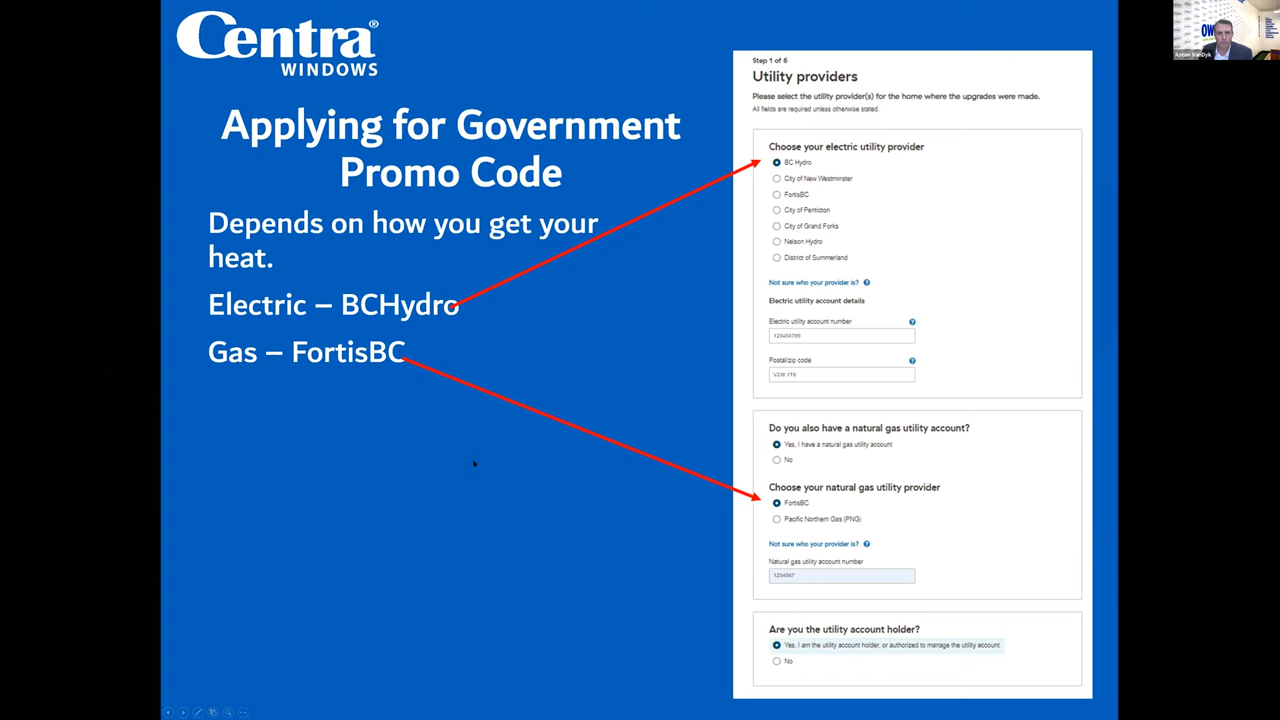 Centra®
WINDOWS
Applying for Government
Promo Code
Depends on how you get your
heat.
Electric – BCHydro
Gas – FortisBC
Step 1 of 6
Utility providers
Please select the utility provider(s) for the home where the upgrades were made.
All fields are required unless otherwise stated.
Choose your electric utility provider
BC Hydro
City of New Westminster
FortisBC
City of Penticton
City of Grand Forks
Nelson Hydro
District of Summerland
Not sure who your provider is? ?
Electric utility account details
Electric utility account number ?
123456789
Postal/zip code ?
V2W 1T6
Do you also have a natural gas utility account?
Yes, I have a natural gas utility account
No
Choose your natural gas utility provider
FortisBC
Pacific Northern Gas (PNG)
Not sure who your provider is? ?
Natural gas utility account number
1234567
Are you the utility account holder?
Yes, I am the utility account holder, or authorized to manage the utility account.
No
OW
Anton VanDyk